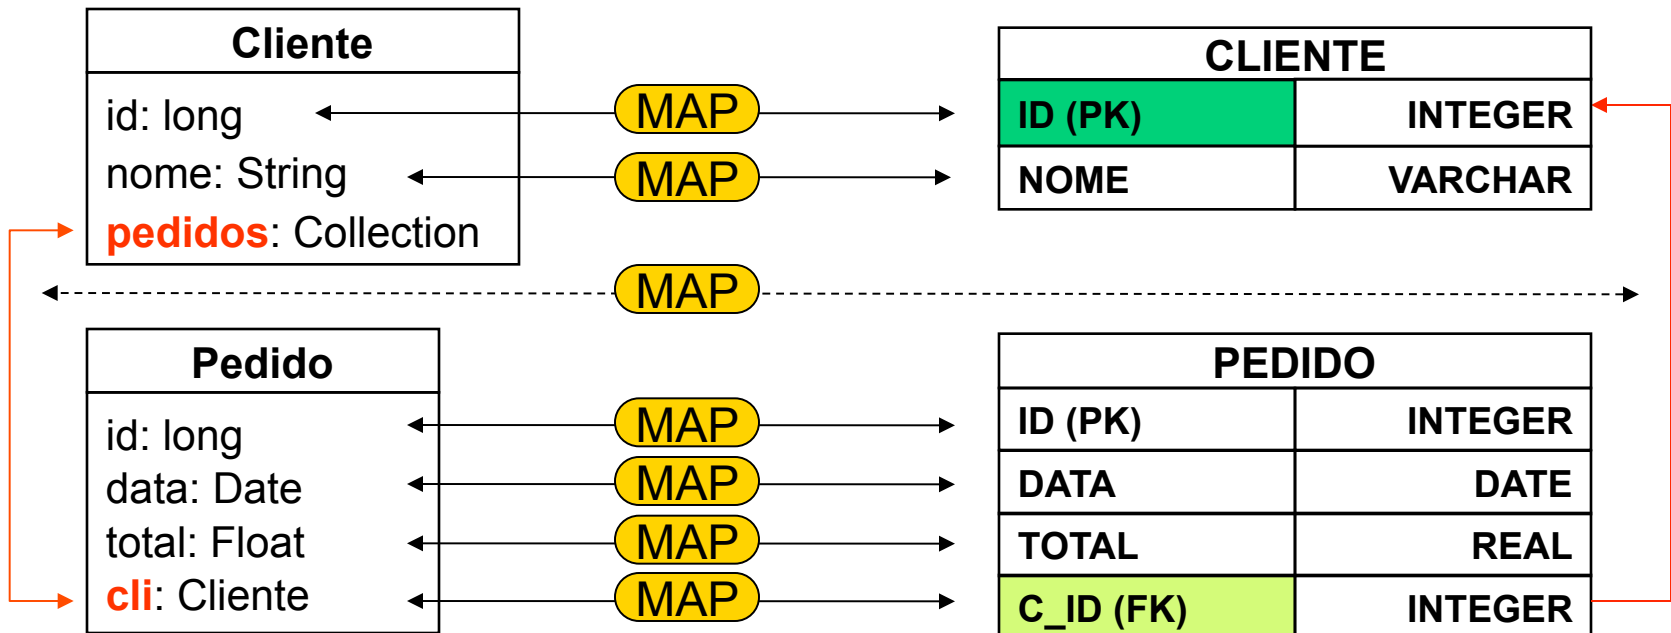 Cliente
id: long
nome: String
pedidos: Collection
MAP
MAP
CLIENTE
ID (PK) INTEGER
NOME VARCHAR
MAP
Pedido
id: long
data: Date
total: Float
cli: Cliente
MAP
MAP
MAP
MAP
PEDIDO
ID (PK) INTEGER
DATA DATE
TOTAL REAL
C_ID (FK) INTEGER